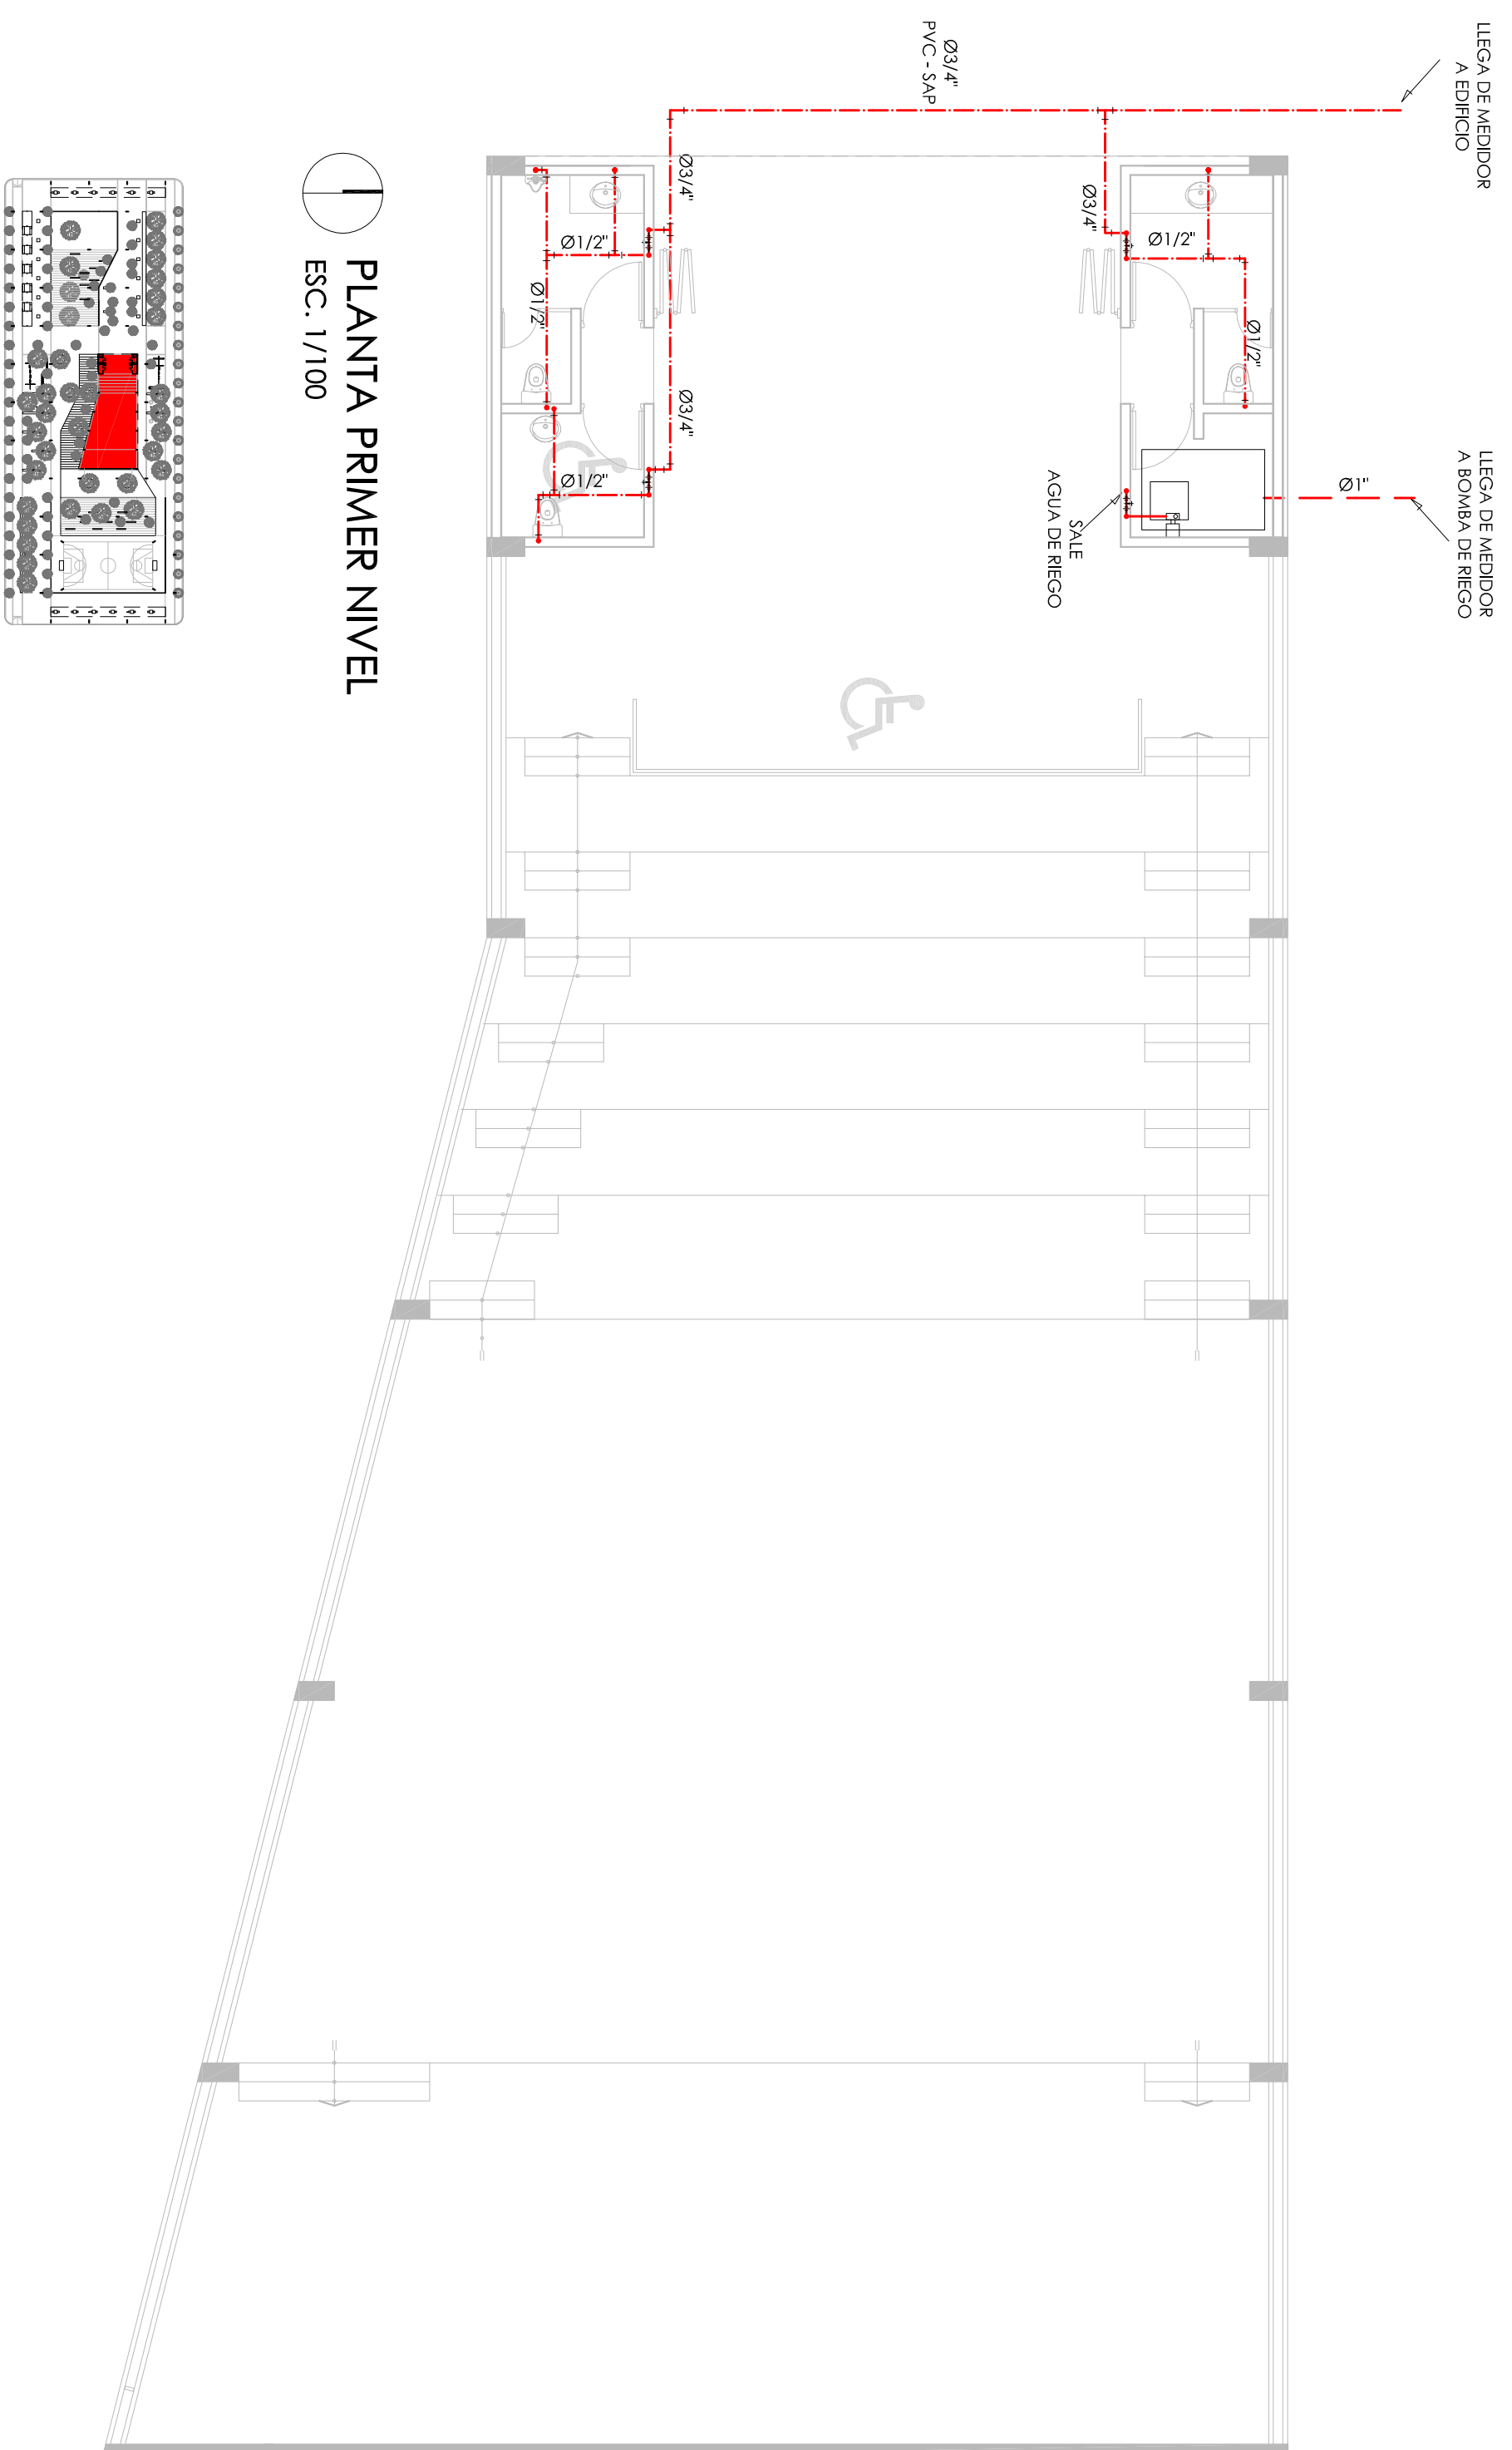 LLEGA DE MEDIDOR
A EDIFICIO
LLEGA DE MEDIDOR
A BOMBA DE RIEGO
Ø1"
Ø3/4"
PVC - SAP
Ø3/4"
Ø1/2"
Ø1/2"
SALE
AGUA DE RIEGO
Ø3/4"
Ø3/4"
Ø1/2"
Ø1/2"
Ø1/2"
PLANTA PRIMER NIVEL
ESC. 1/100